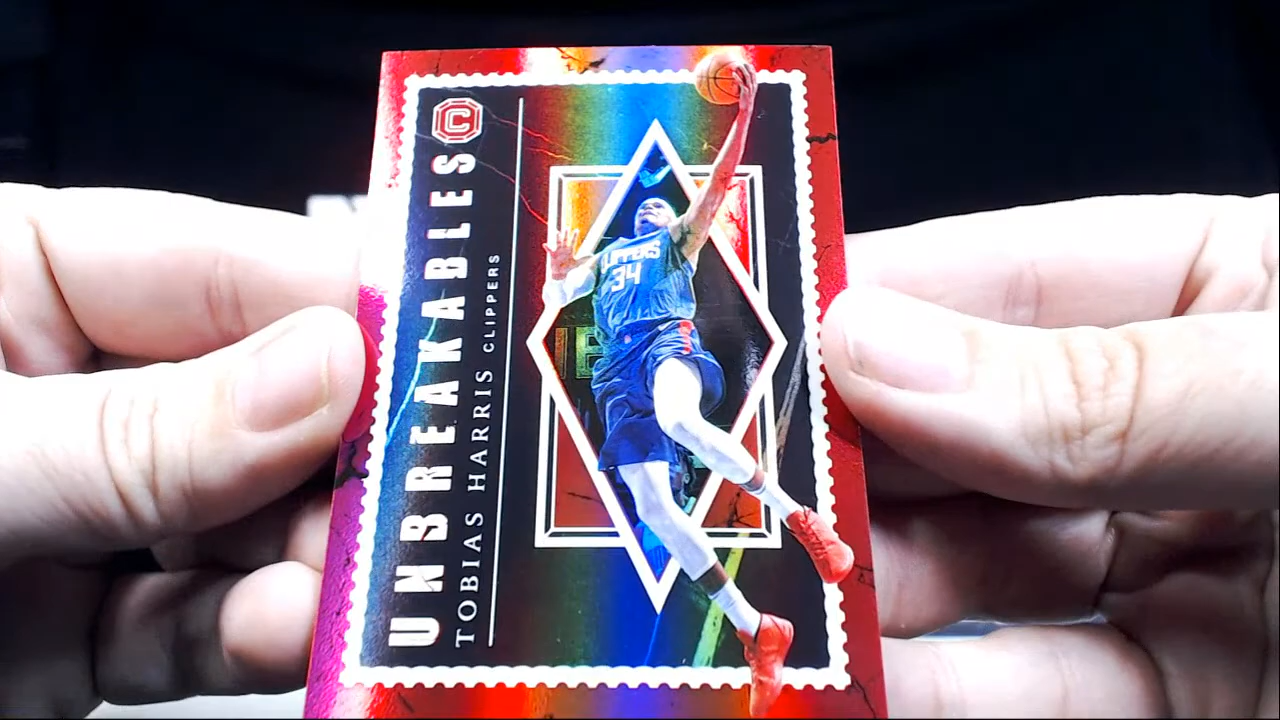 C
UNBREAKABLES
TOBIAS HARRIS CLIPPERS
CLIPPERS
34